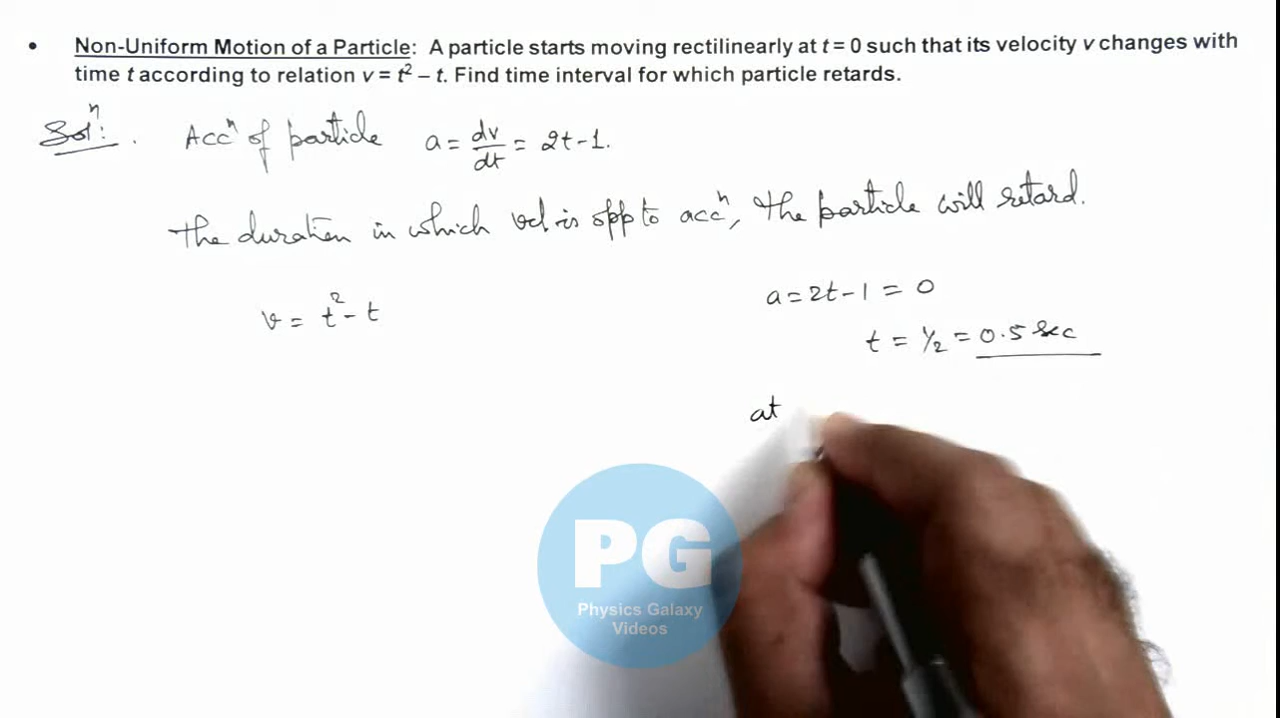 • Non-Uniform Motion of a Particle: A particle starts moving rectilinearly at t = 0 such that its velocity v changes with
time t according to relation v = t² – t. Find time interval for which particle retards.
Solⁿ: . Accⁿ of particle a = dv/dt = 2t-1.
The duration in which vel is opp to accⁿ, the particle will retard.
v = t² - t
a = 2t-1 = 0
t = 1/2 = 0.5 sec
at
PG
Physics Galaxy
Videos